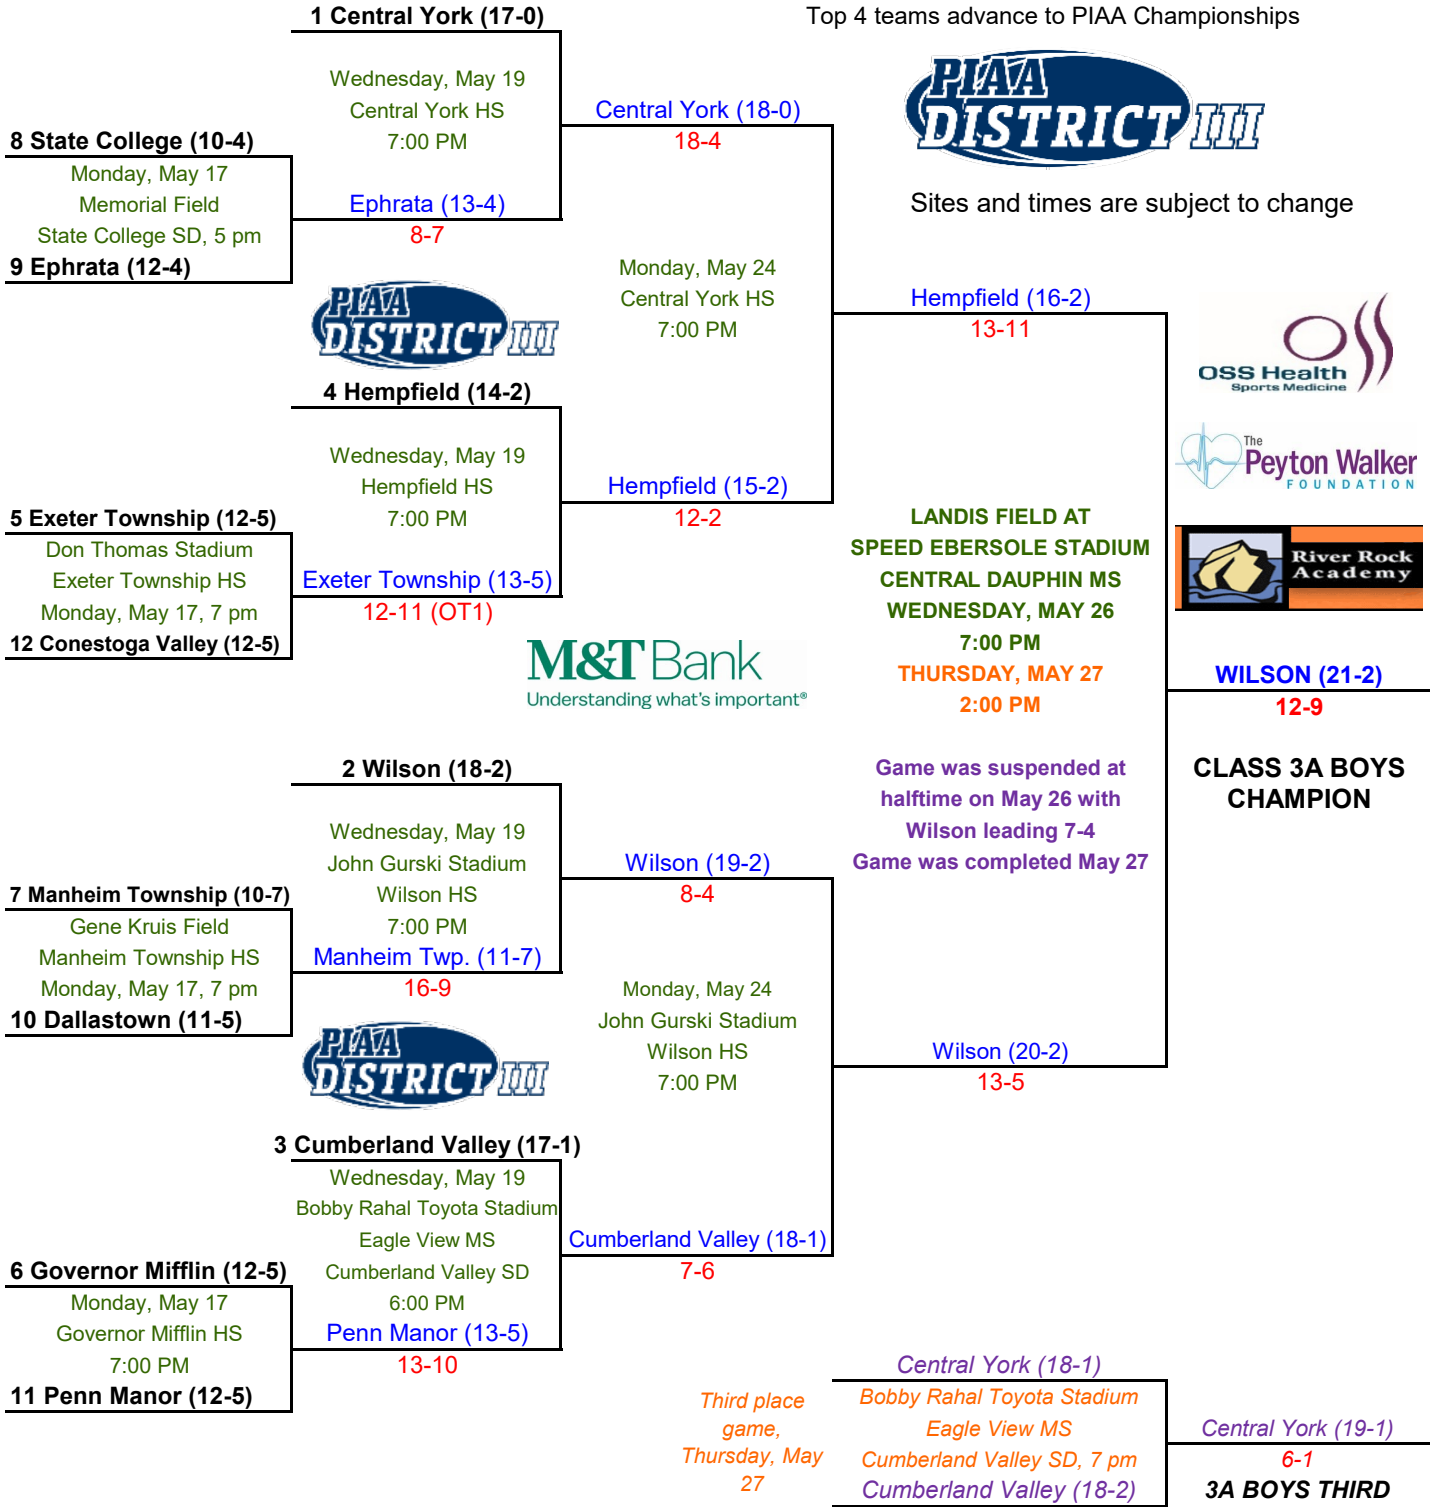 1 Central York (17-0)
Top 4 teams advance to PIAA Championships
Wednesday, May 19
Central York HS
7:00 PM
Central York (18-0)
18-4
PIAA
DISTRICT III
Sites and times are subject to change
8 State College (10-4)
Monday, May 17
Memorial Field
State College SD, 5 pm
9 Ephrata (12-4)
Ephrata (13-4)
8-7
PIAA
DISTRICT III
Monday, May 24
Central York HS
7:00 PM
Hempfield (16-2)
13-11
OSS Health
Sports Medicine
4 Hempfield (14-2)
Wednesday, May 19
Hempfield HS
7:00 PM
Hempfield (15-2)
12-2
The
Peyton Walker
FOUNDATION
5 Exeter Township (12-5)
Don Thomas Stadium
Exeter Township HS
Monday, May 17, 7 pm
12 Conestoga Valley (12-5)
Exeter Township (13-5)
12-11 (OT1)
LANDIS FIELD AT
SPEED EBERSOLE STADIUM
CENTRAL DAUPHIN MS
WEDNESDAY, MAY 26
7:00 PM
THURSDAY, MAY 27
2:00 PM
River Rock
Academy
M&T Bank
Understanding what's important®
WILSON (21-2)
12-9
CLASS 3A BOYS
CHAMPION
2 Wilson (18-2)
Game was suspended at
halftime on May 26 with
Wilson leading 7-4
Game was completed May 27
Wednesday, May 19
John Gurski Stadium
Wilson HS
7:00 PM
Wilson (19-2)
8-4
7 Manheim Township (10-7)
Gene Kruis Field
Manheim Township HS
Monday, May 17, 7 pm
10 Dallastown (11-5)
Manheim Twp. (11-7)
16-9
Monday, May 24
John Gurski Stadium
Wilson HS
7:00 PM
Wilson (20-2)
13-5
PIAA
DISTRICT III
3 Cumberland Valley (17-1)
Wednesday, May 19
Bobby Rahal Toyota Stadium
Eagle View MS
Cumberland Valley SD
6:00 PM
Cumberland Valley (18-1)
7-6
6 Governor Mifflin (12-5)
Monday, May 17
Governor Mifflin HS
7:00 PM
11 Penn Manor (12-5)
Penn Manor (13-5)
13-10
Third place
game,
Thursday, May
27
Central York (18-1)
Bobby Rahal Toyota Stadium
Eagle View MS
Cumberland Valley SD, 7 pm
Cumberland Valley (18-2)
Central York (19-1)
6-1
3A BOYS THIRD